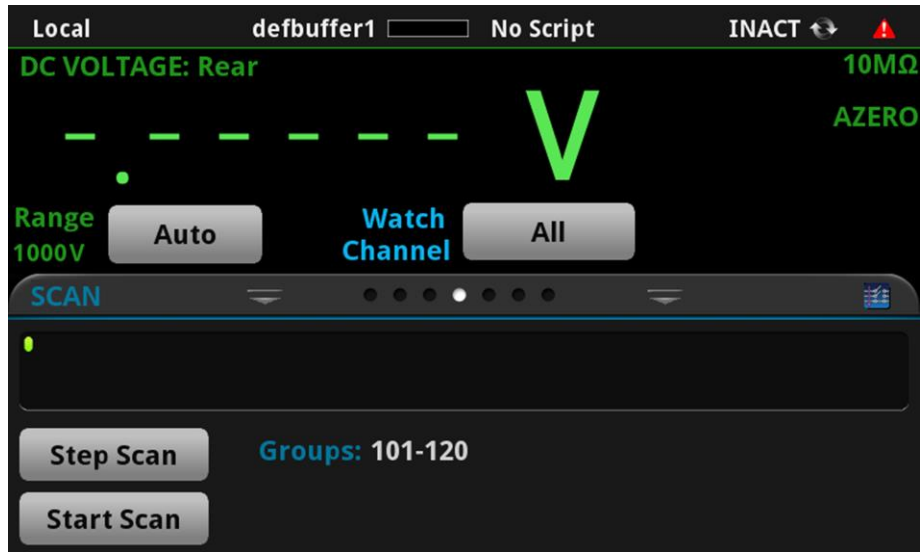 Local defbuffer1 No Script INACT
DC VOLTAGE: Rear 10MΩ
AZERO
- . - - - - - V
Range 1000V Auto Watch Channel All
SCAN
Step Scan Groups: 101-120
Start Scan